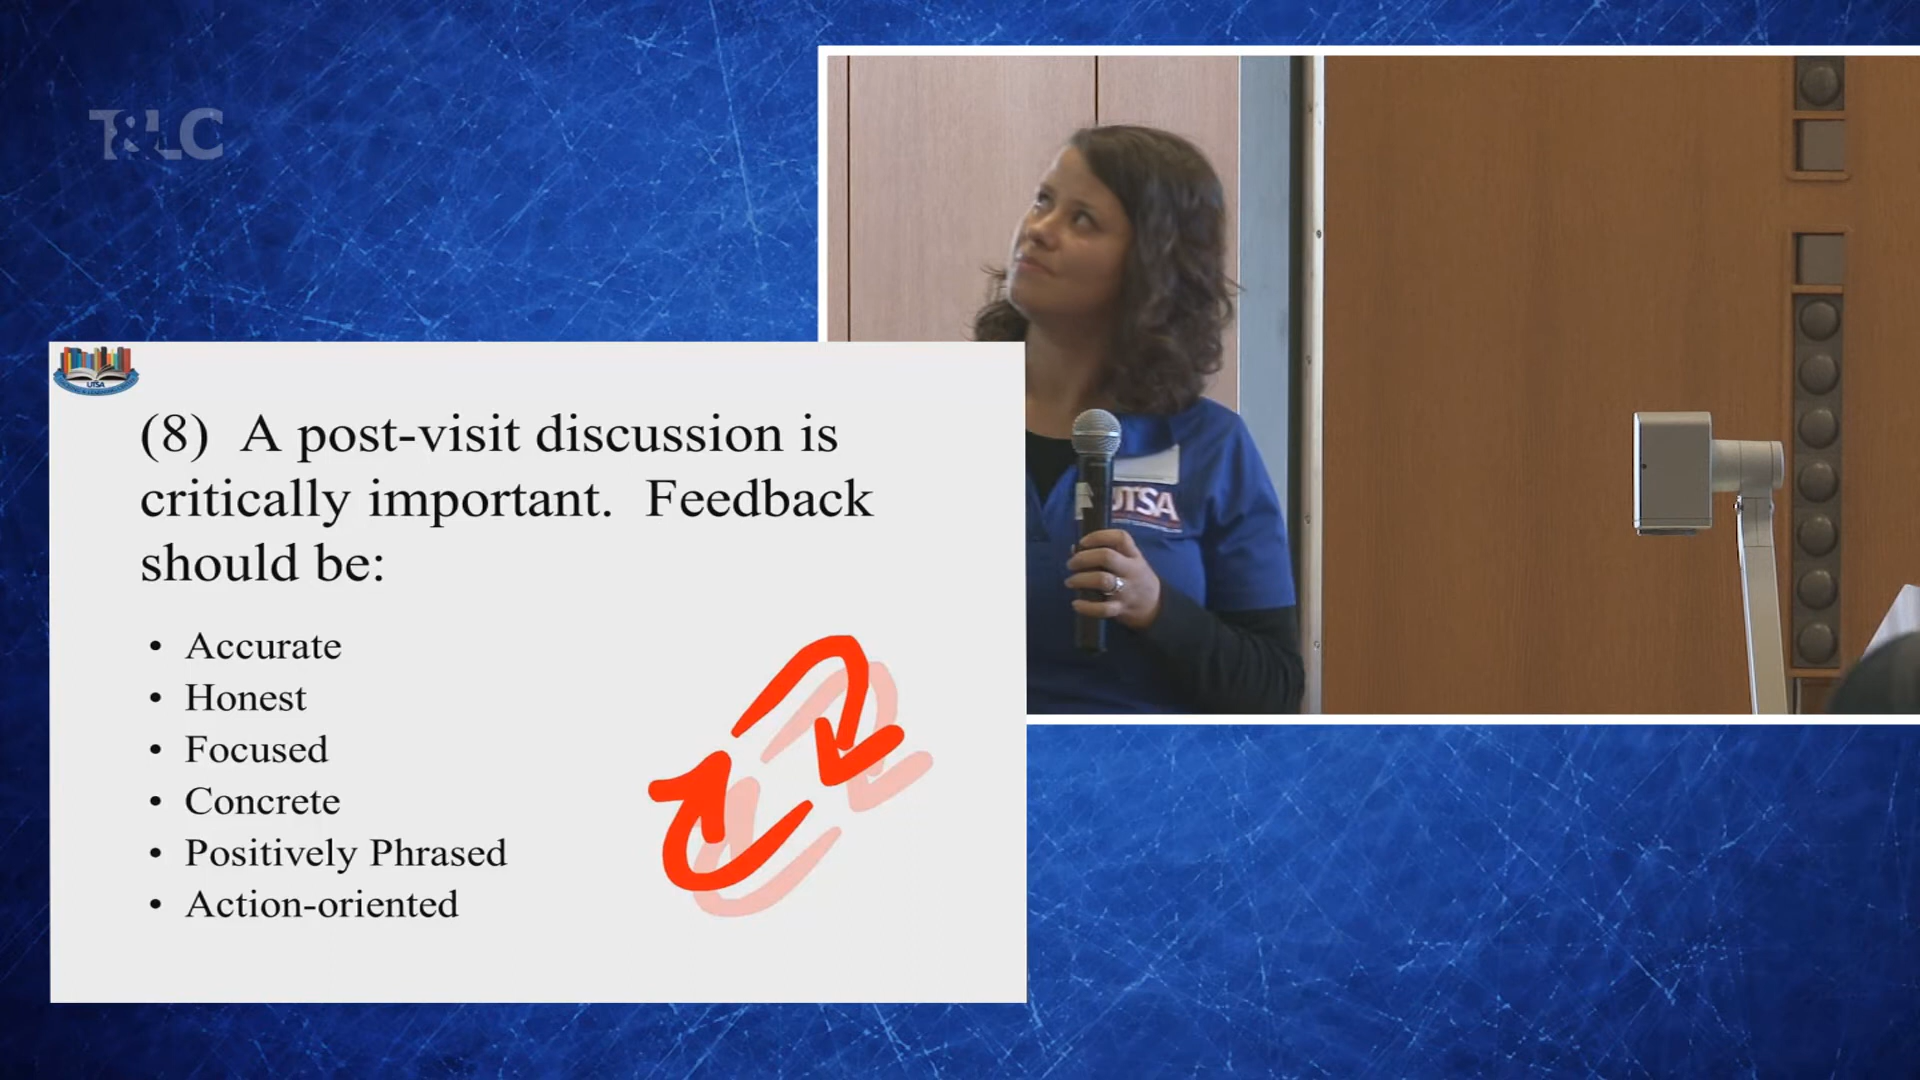 T&LC
UTSA
(8) A post-visit discussion is
critically important. Feedback
should be:
• Accurate
• Honest
• Focused
• Concrete
• Positively Phrased
• Action-oriented
UTSA